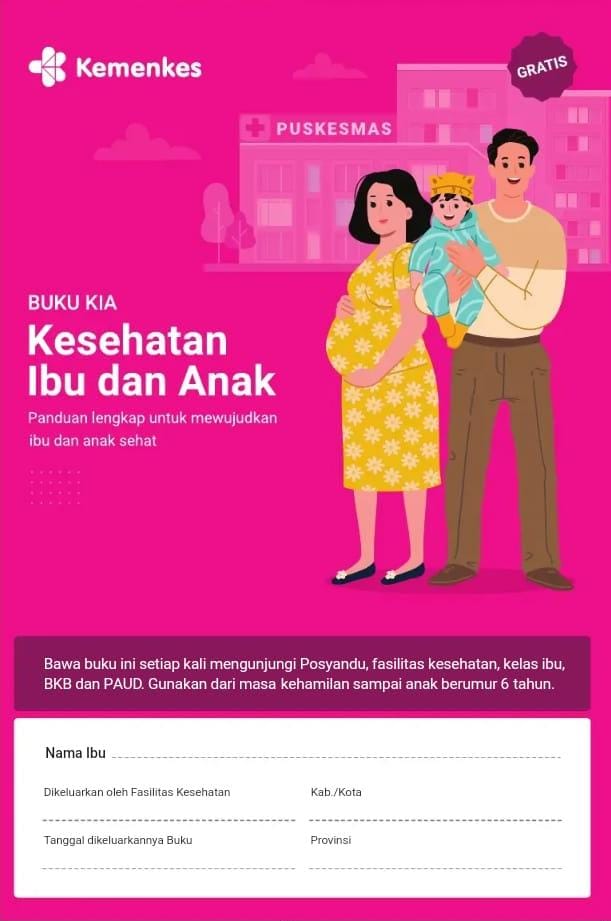 Kemenkes
GRATIS
PUSKESMAS
BUKU KIA
Kesehatan
Ibu dan Anak
Panduan lengkap untuk mewujudkan
ibu dan anak sehat
Bawa buku ini setiap kali mengunjungi Posyandu, fasilitas kesehatan, kelas ibu,
BKB dan PAUD. Gunakan dari masa kehamilan sampai anak berumur 6 tahun.
Nama Ibu
Dikeluarkan oleh Fasilitas Kesehatan
Kab./Kota
Tanggal dikeluarkannya Buku
Provinsi